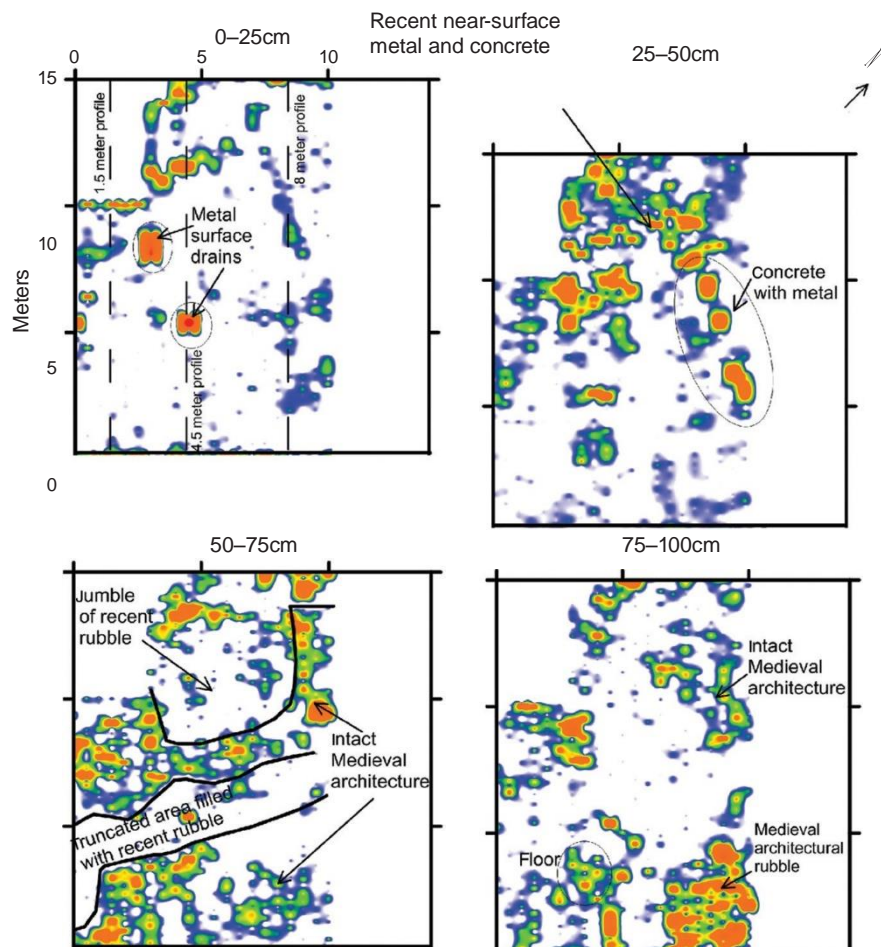 Recent near-surface
metal and concrete
0–25cm
25–50cm
0
5
10
15
10
5
0
Meters
1.5 meter profile
4.5 meter profile
8 meter profile
Metal
surface
drains
Concrete
with metal
50–75cm
75–100cm
Jumble
of recent
rubble
Intact
Medieval
architecture
Truncated area filled
with recent rubble
Intact
Medieval
architecture
Floor
Medieval
architectural
rubble